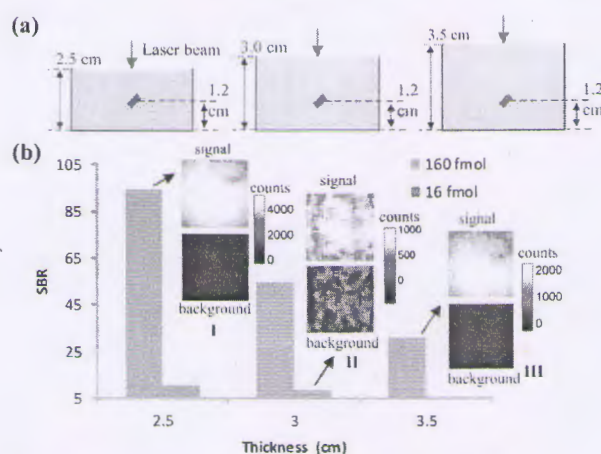 (a)
2.5 cm
Laser beam
1.2
cm
3.0 cm
1.2
cm
3.5 cm
1.2
cm
(b)
SBR
105
85
65
45
25
5
signal
counts
4000
2000
0
background
I
signal
counts
1000
500
0
background
II
160 fmol
16 fmol
signal
counts
2000
1000
0
background
III
2.5
3
3.5
Thickness (cm)